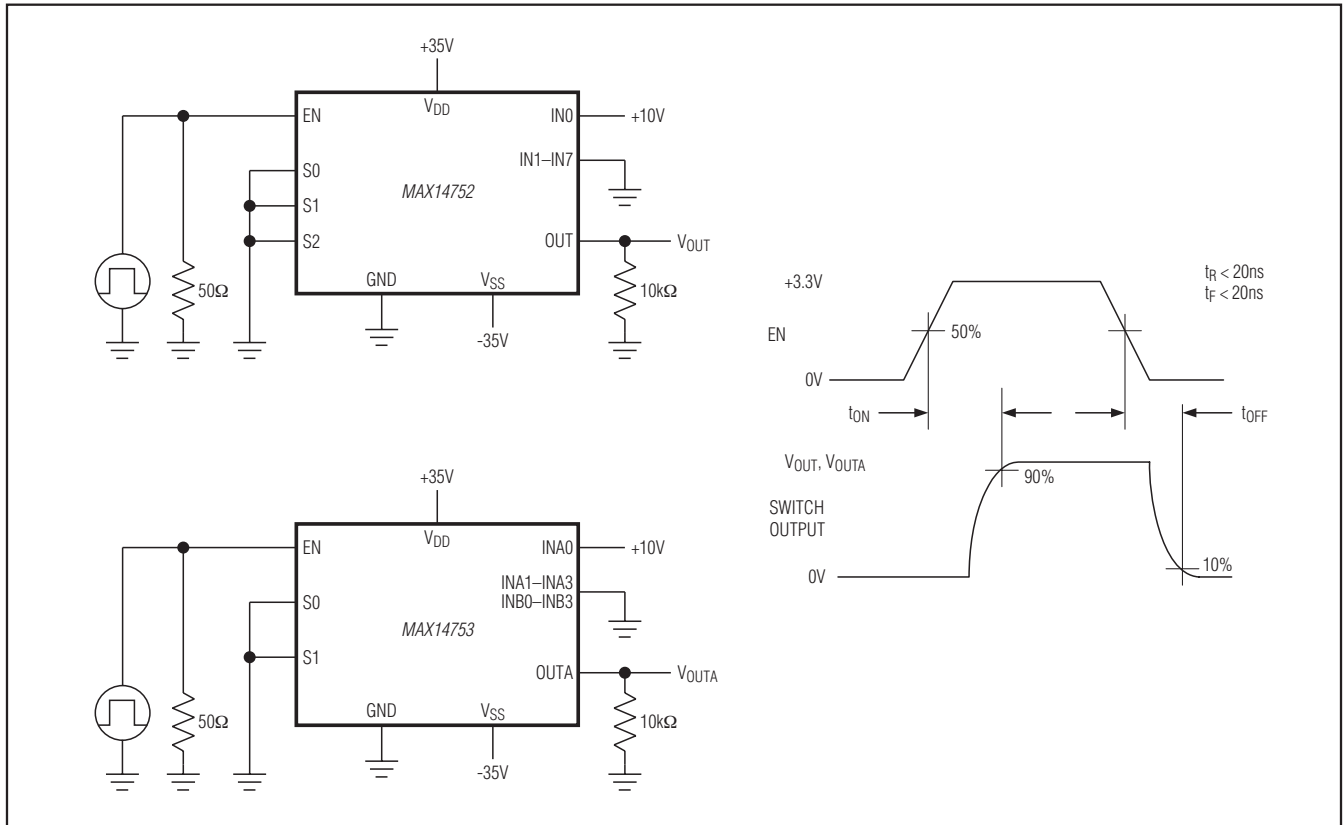 +35V
VDD
EN
S0
S1
S2
MAX14752
IN0
+10V
IN1–IN7
OUT
VOUT
GND
VSS
50Ω
10kΩ
-35V
+35V
VDD
EN
S0
S1
MAX14753
INA0
+10V
INA1–INA3
INB0–INB3
OUTA
VOUTA
GND
VSS
50Ω
10kΩ
-35V
+3.3V
tR < 20ns
tF < 20ns
EN
50%
0V
tON
tOFF
VOUT, VOUTA
90%
SWITCH
OUTPUT
10%
0V